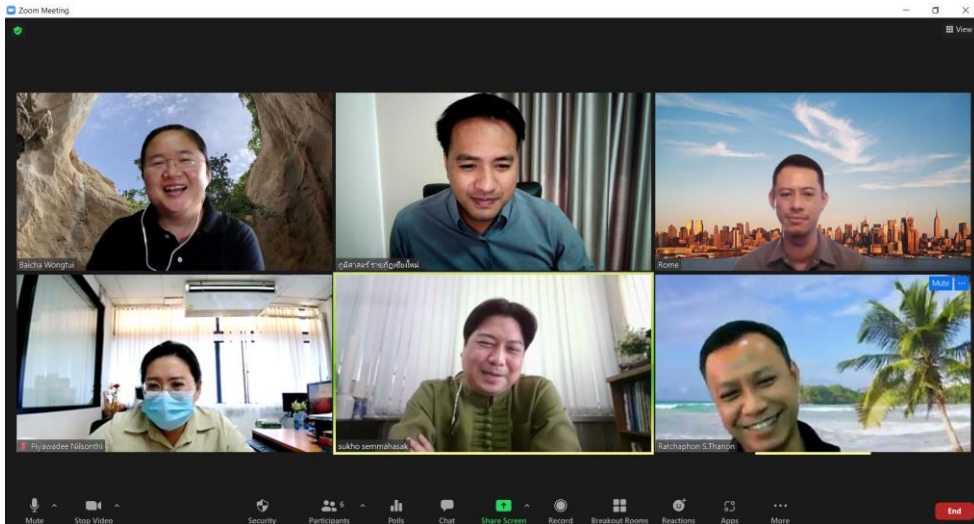 Zoom Meeting
View
Baicha Wongtui
ภูมิศาสตร์ ราชภัฏเชียงใหม่
Rome
Mute
Piyawadee Nilsonthi
sukho semmahasak
Ratchaphon S.Thanon
Mute
Stop Video
Security
6
Participants
Polls
Chat
Share Screen
Record
Breakout Rooms
Reactions
Apps
More
End